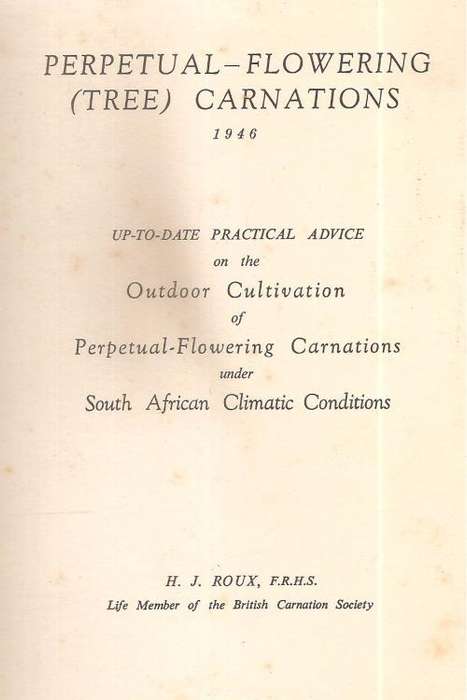 PERPETUAL–FLOWERING
(TREE) CARNATIONS
1946
UP-TO-DATE PRACTICAL ADVICE
on the
Outdoor Cultivation
of
Perpetual-Flowering Carnations
under
South African Climatic Conditions
H. J. ROUX, F.R.H.S.
Life Member of the British Carnation Society